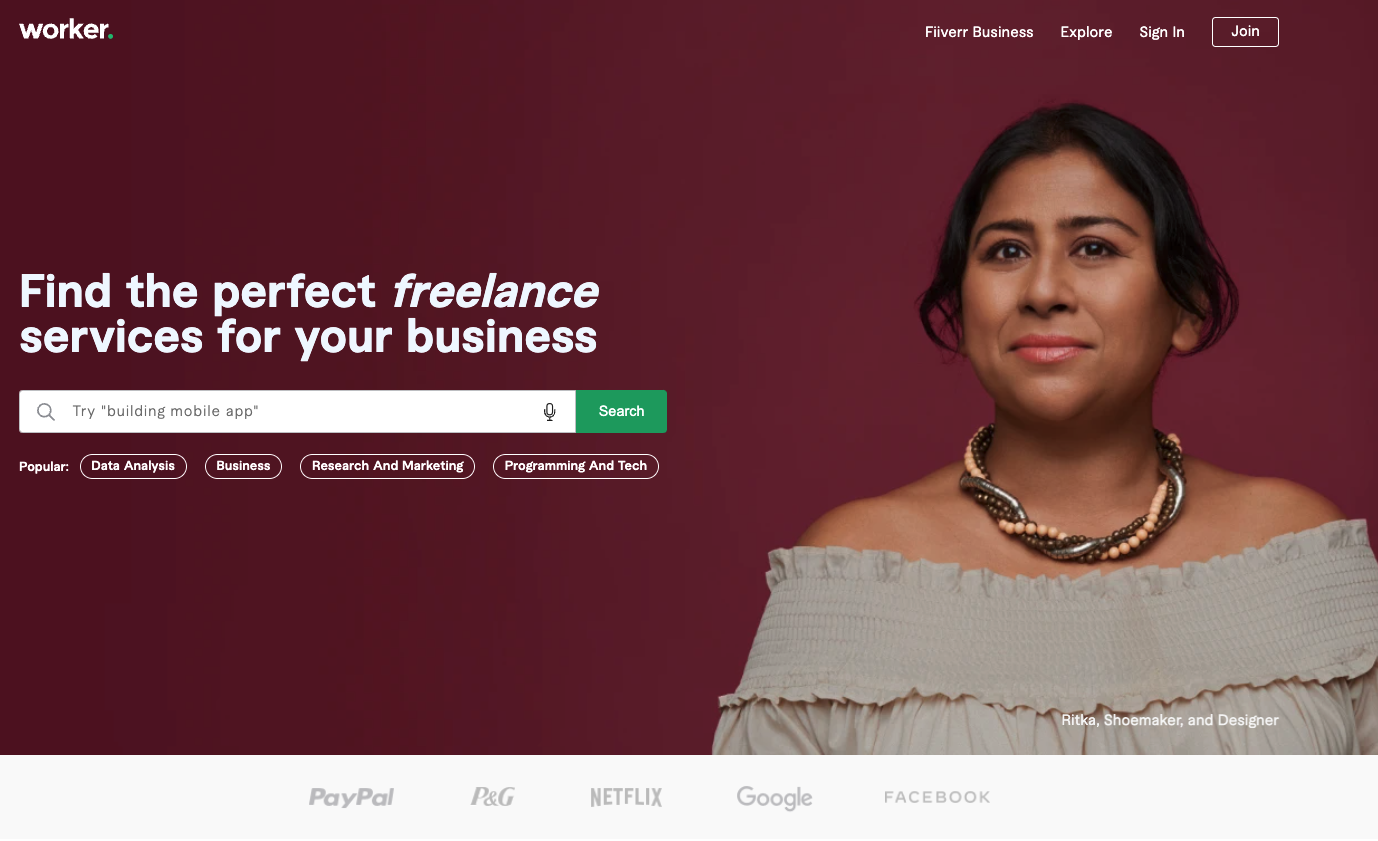 worker.
Fiiverr Business Explore Sign In Join
Find the perfect freelance
services for your business
Try "building mobile app" Search
Popular: Data Analysis Business Research And Marketing Programming And Tech
Ritka, Shoemaker, and Designer
PayPal P&G NETFLIX Google FACEBOOK